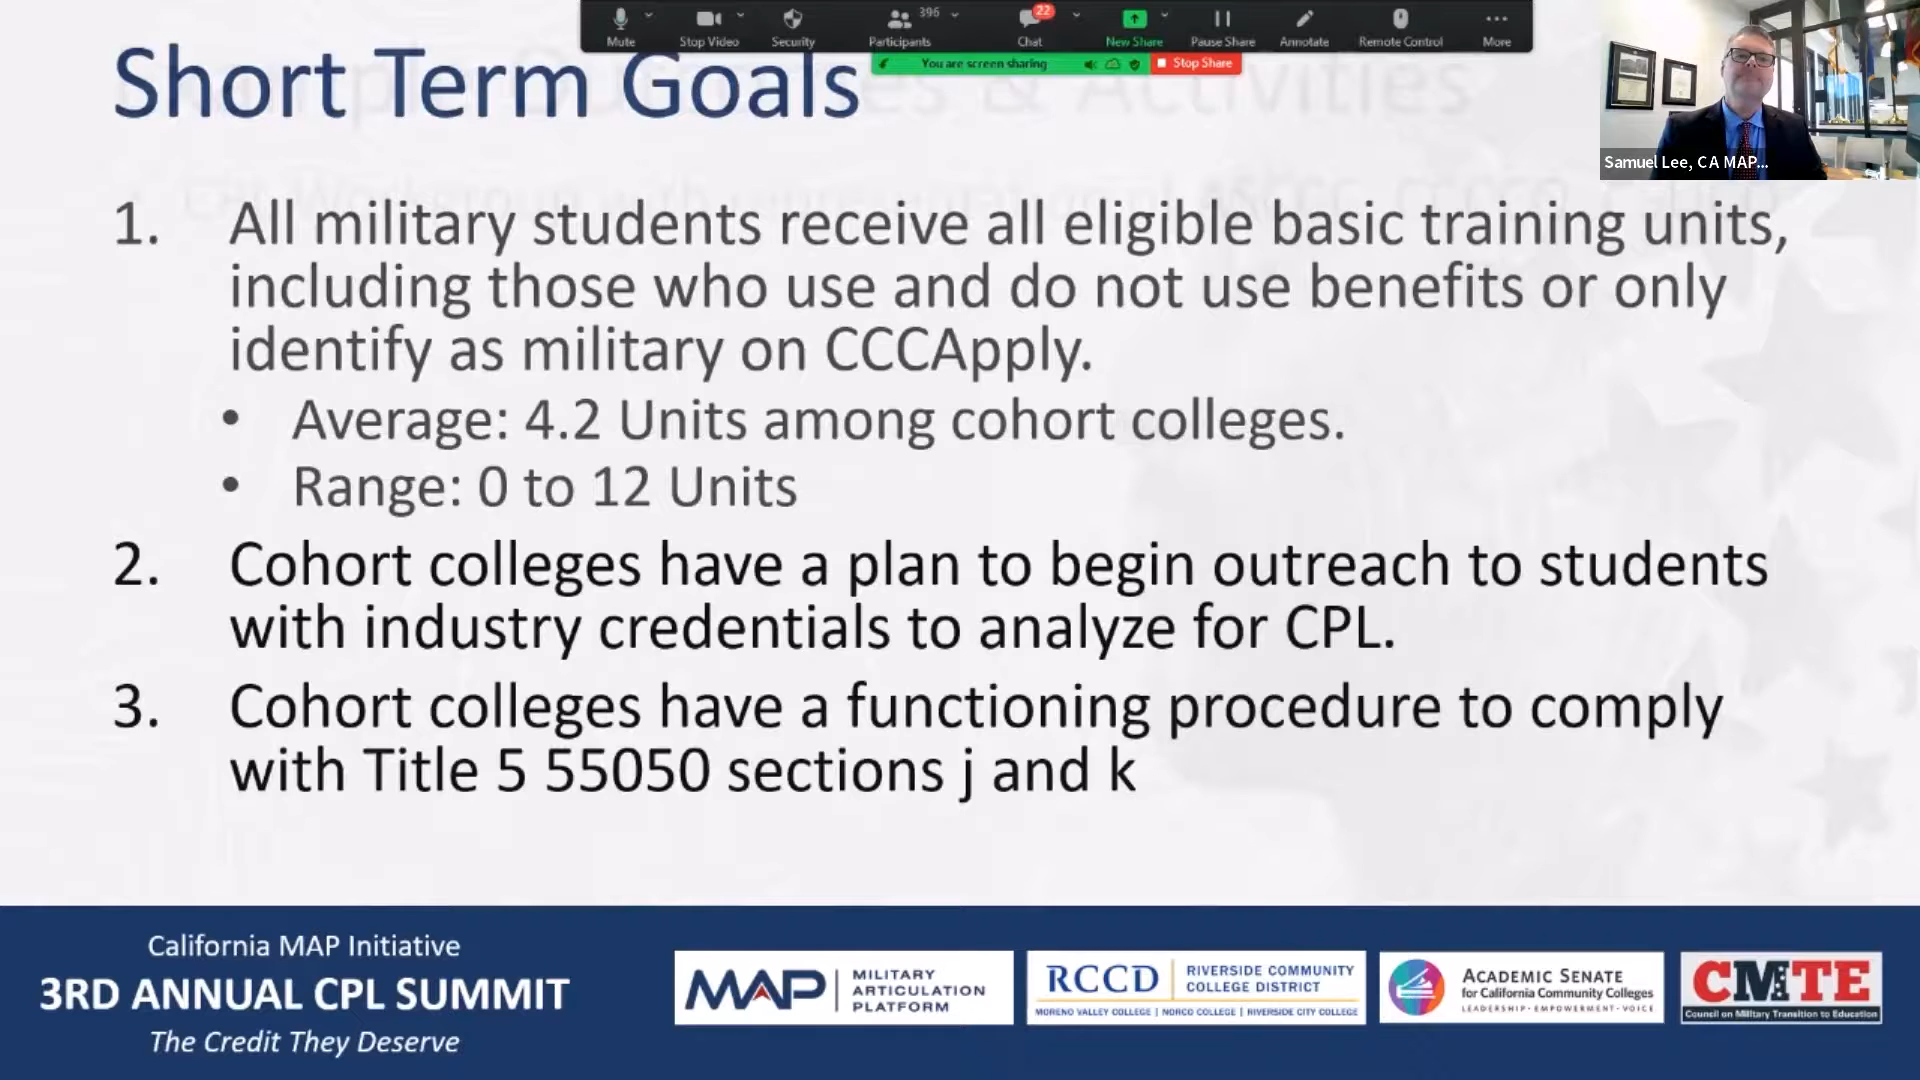 396
22
Mute
Stop Video
Security
Participants
Chat
New Share
Pause Share
Annotate
Remote Control
More
You are screen sharing
Stop Share
Short Term Goals
Samuel Lee, CA MAP...
1. All military students receive all eligible basic training units,
including those who use and do not use benefits or only
identify as military on CCCApply.
• Average: 4.2 Units among cohort colleges.
• Range: 0 to 12 Units
2. Cohort colleges have a plan to begin outreach to students
with industry credentials to analyze for CPL.
3. Cohort colleges have a functioning procedure to comply
with Title 5 55050 sections j and k
California MAP Initiative
3RD ANNUAL CPL SUMMIT
The Credit They Deserve
MAP
MILITARY
ARTICULATION
PLATFORM
RCCD
RIVERSIDE COMMUNITY
COLLEGE DISTRICT
MORENO VALLEY COLLEGE | NORCO COLLEGE | RIVERSIDE CITY COLLEGE
ACADEMIC SENATE
for California Community Colleges
LEADERSHIP · EMPOWERMENT · VOICE
CMTE
Council on Military Transition to Education